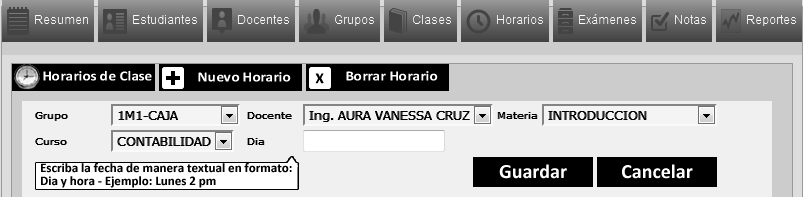 Resumen Estudiantes Docentes Grupos Clases Horarios Exámenes Notas Reportes
Horarios de Clase Nuevo Horario x Borrar Horario
Grupo 1M1-CAJA Docente Ing. AURA VANESSA CRUZ Materia INTRODUCCION
Curso CONTABILIDAD Dia
Escriba la fecha de manera textual en formato:
Dia y hora - Ejemplo: Lunes 2 pm
Guardar Cancelar